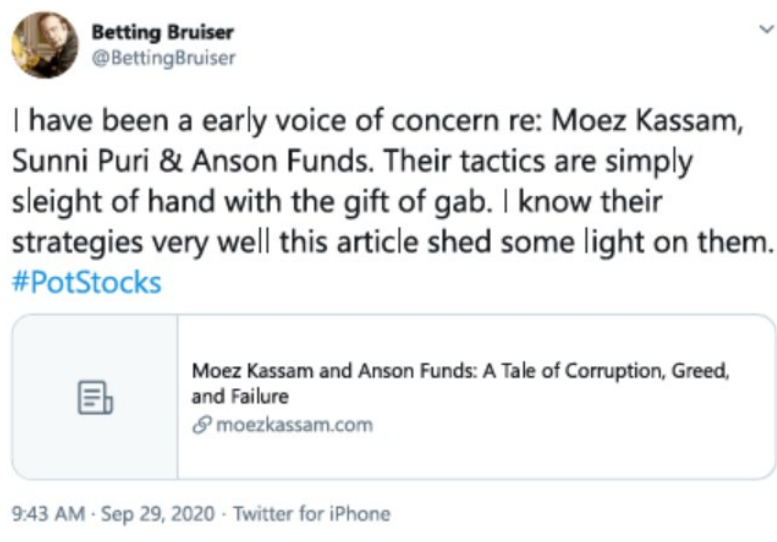 Betting Bruiser
@BettingBruiser
I have been a early voice of concern re: Moez Kassam,
Sunni Puri & Anson Funds. Their tactics are simply
sleight of hand with the gift of gab. I know their
strategies very well this article shed some light on them.
#PotStocks
Moez Kassam and Anson Funds: A Tale of Corruption, Greed,
and Failure
moezkassam.com
9:43 AM · Sep 29, 2020 · Twitter for iPhone